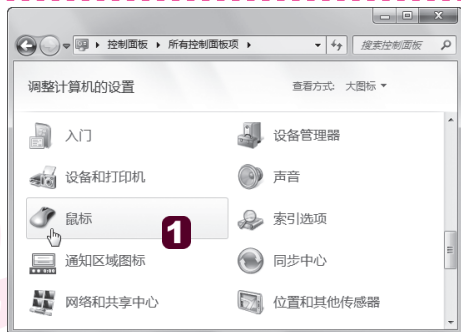 控制面板 ▸ 所有控制面板项 ▸
搜索控制面板
调整计算机的设置
查看方式: 大图标
入门
设备管理器
设备和打印机
声音
鼠标
索引选项
1
通知区域图标
同步中心
网络和共享中心
位置和其他传感器